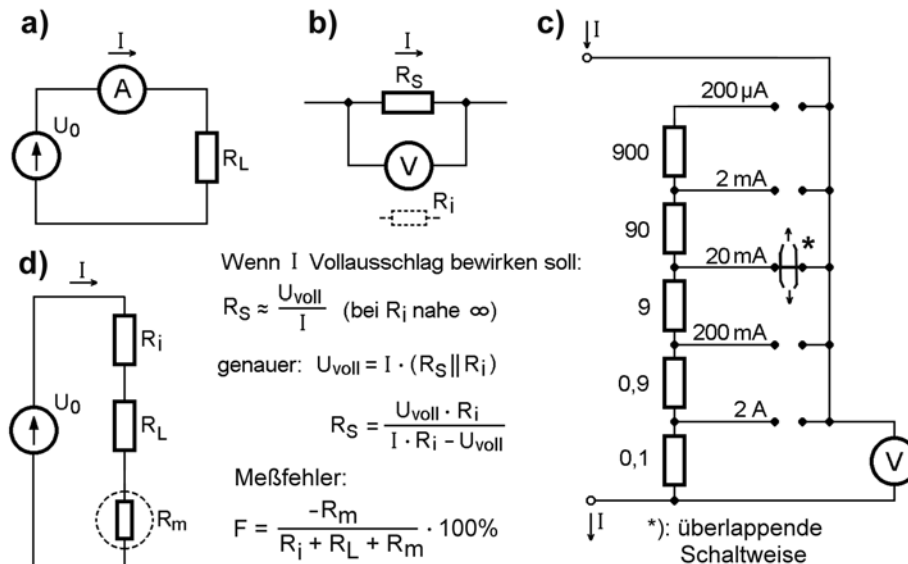 a)
I
A
U0
RL
b)
I
RS
V
Ri
c)
I
200 µA
900
2 mA
90
20 mA
*
9
200 mA
0,9
2 A
0,1
V
I
*): überlappende
Schaltweise
d)
I
Ri
U0
RL
Rm
Wenn I Vollausschlag bewirken soll:
RS ≈ Uvoll / I (bei Ri nahe ∞)
genauer: Uvoll = I · (RS || Ri)
RS = Uvoll · Ri / I · Ri – Uvoll
Meßfehler:
F = –Rm / Ri + RL + Rm · 100%